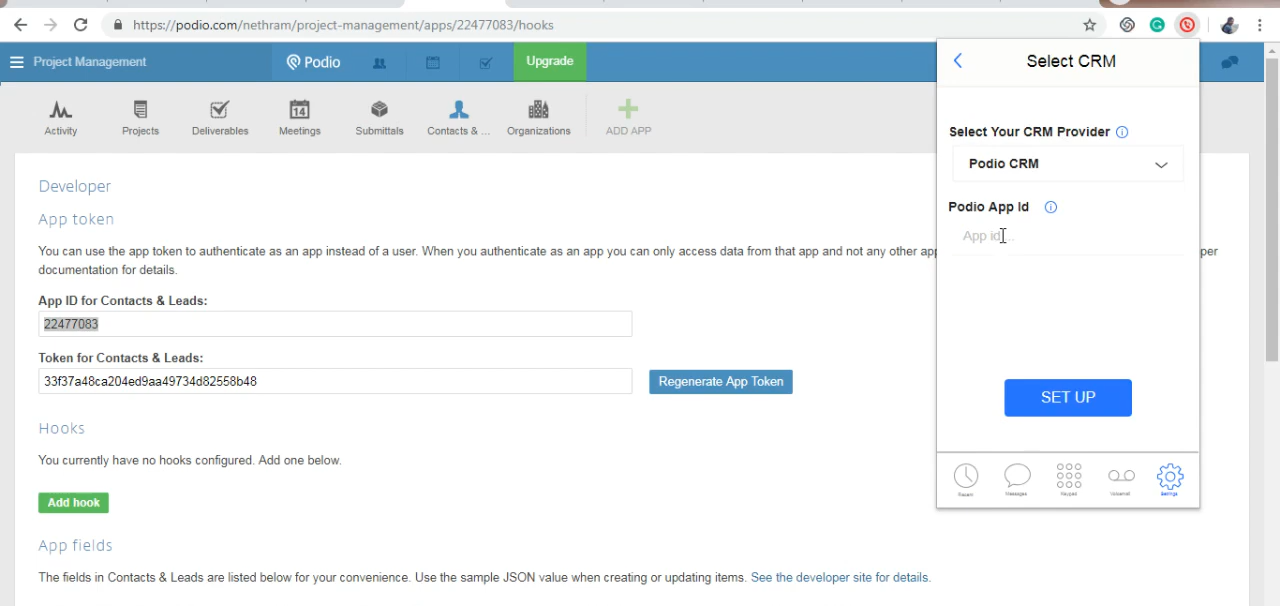 https://podio.com/nethram/project-management/apps/22477083/hooks
Project Management
Podio
Upgrade
Activity
Projects
Deliverables
14
Meetings
Submittals
Contacts & ...
Organizations
ADD APP
Developer
App token
You can use the app token to authenticate as an app instead of a user. When you authenticate as an app you can only access data from that app and not any other app
per
documentation for details.
App ID for Contacts & Leads:
22477083
Token for Contacts & Leads:
33f37a48ca204ed9aa49734d82558b48
Regenerate App Token
Hooks
You currently have no hooks configured. Add one below.
Add hook
App fields
The fields in Contacts & Leads are listed below for your convenience. Use the sample JSON value when creating or updating items. See the developer site for details.
Select CRM
Select Your CRM Provider
Podio CRM
Podio App Id
App id...
SET UP
Recent
Messages
Keypad
Voicemail
Settings